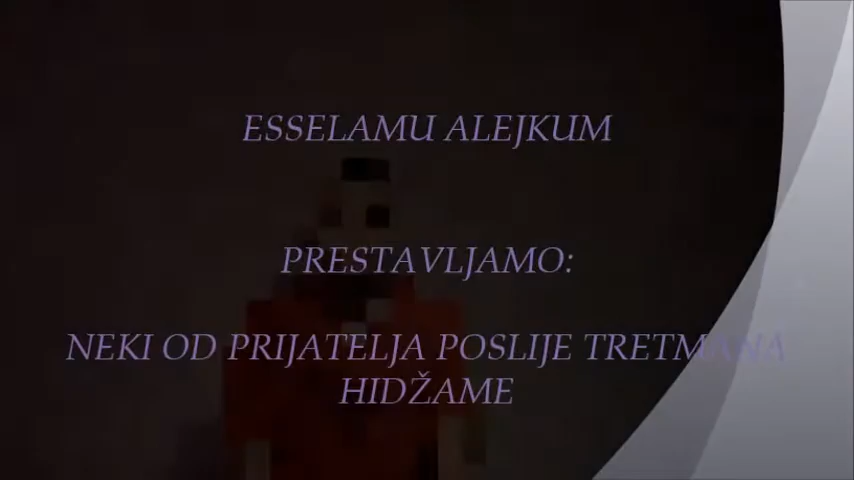 ESSELAMU ALEJKUM
PRESTAVLJAMO:
NEKI OD PRIJATELJA POSLIJE TRETMANA
HIDŽAME